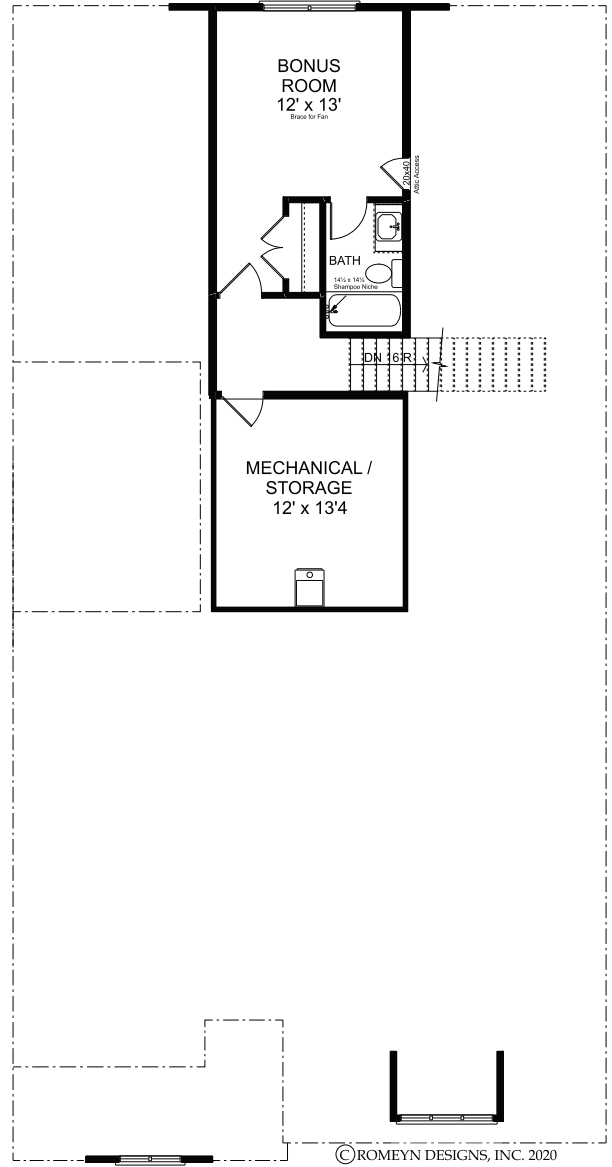 BONUS
ROOM
12' x 13'
Brace for Fan
20x40
Attic Access
BATH
14½ x 14½
Shampoo Niche
DN 16 R
MECHANICAL /
STORAGE
12' x 13'4
© ROMEYN DESIGNS, INC. 2020